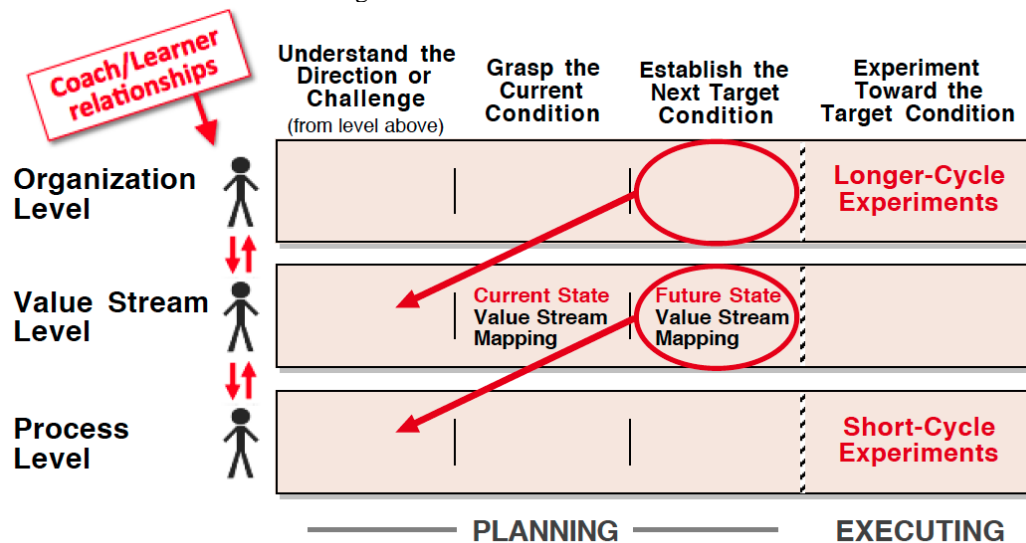 Coach/Learner
relationships
Understand the
Direction or
Challenge
(from level above)
Grasp the
Current
Condition
Establish the
Next Target
Condition
Experiment
Toward the
Target Condition
Organization
Level
Longer-Cycle
Experiments
Value Stream
Level
Current State
Value Stream
Mapping
Future State
Value Stream
Mapping
Process
Level
Short-Cycle
Experiments
PLANNING
EXECUTING